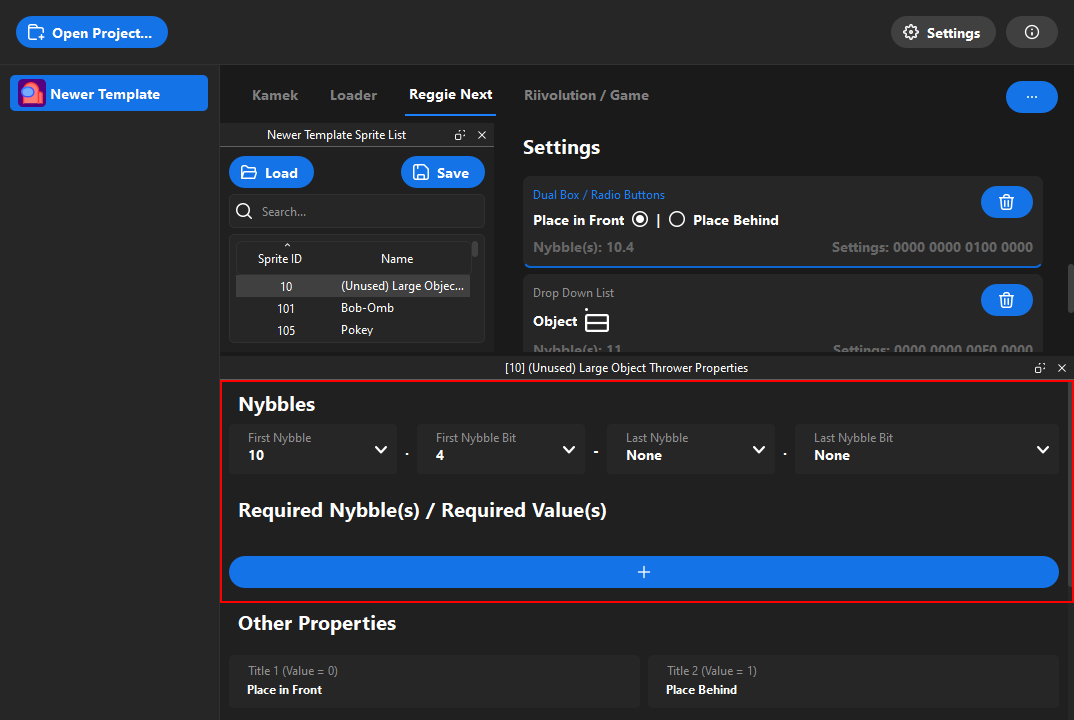 Open Project...
Settings
Newer Template
Kamek
Loader
Reggie Next
Riivolution / Game
...
Newer Template Sprite List
Load
Save
Search...
Sprite ID
Name
10
(Unused) Large Objec...
101
Bob-Omb
105
Pokey
Settings
Dual Box / Radio Buttons
Place in Front | Place Behind
Nybble(s): 10.4
Settings: 0000 0000 0100 0000
Drop Down List
Object
Nybble(s): 11
Settings: 0000 0000 00F0 0000
[10] (Unused) Large Object Thrower Properties
Nybbles
First Nybble
10
.
First Nybble Bit
4
-
Last Nybble
None
.
Last Nybble Bit
None
Required Nybble(s) / Required Value(s)
+
Other Properties
Title 1 (Value = 0)
Place in Front
Title 2 (Value = 1)
Place Behind